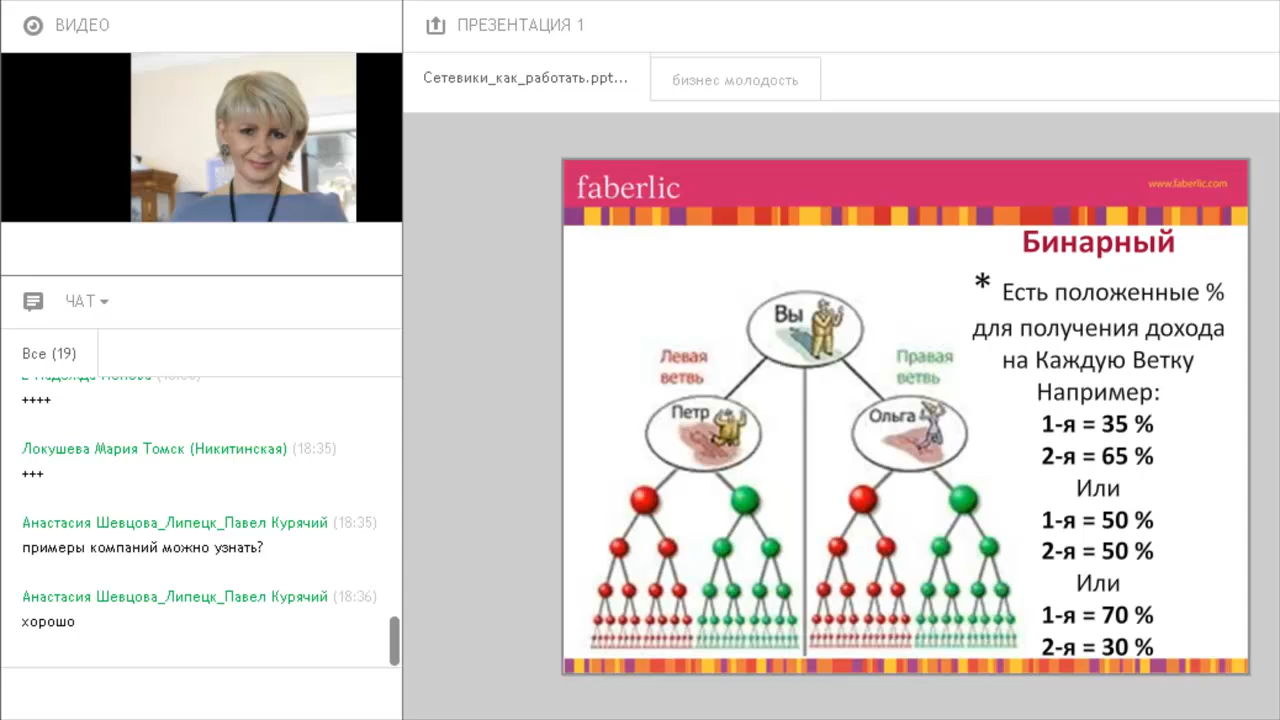 ВИДЕО
ПРЕЗЕНТАЦИЯ 1
Сетевики_как_работать.ppt...
бизнес молодость
ЧАТ
Все (19)
++++
Локушева Мария Томск (Никитинская) (18:35)
+++
Анастасия Шевцова_Липецк_Павел Курячий (18:35)
примеры компаний можно узнать?
Анастасия Шевцова_Липецк_Павел Курячий (18:36)
хорошо
faberlic
www.faberlic.com
Бинарный
* Есть положенные %
для получения дохода
на Каждую Ветку
Например:
1-я = 35 %
2-я = 65 %
Или
1-я = 50 %
2-я = 50 %
Или
1-я = 70 %
2-я = 30 %
Вы
Левая
ветвь
Правая
ветвь
Петр
Ольга